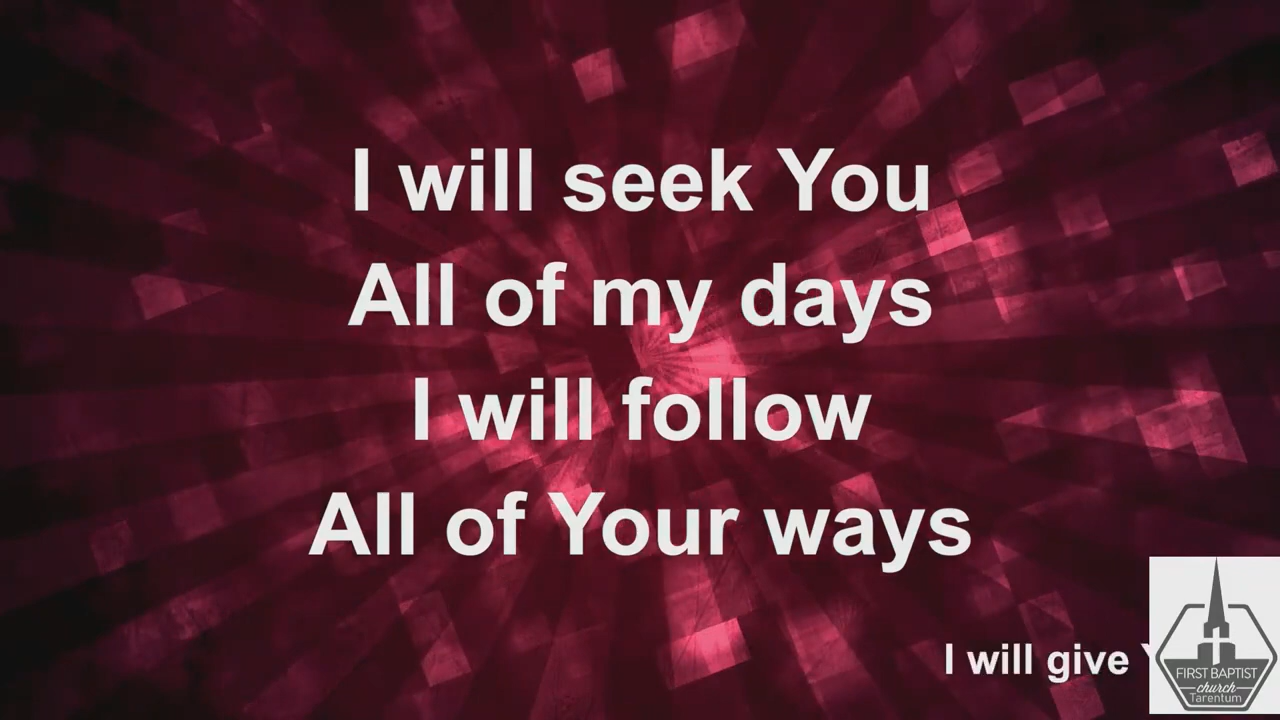 I will seek You
All of my days
I will follow
All of Your ways
I will give
FIRST BAPTIST
church
Tarentum